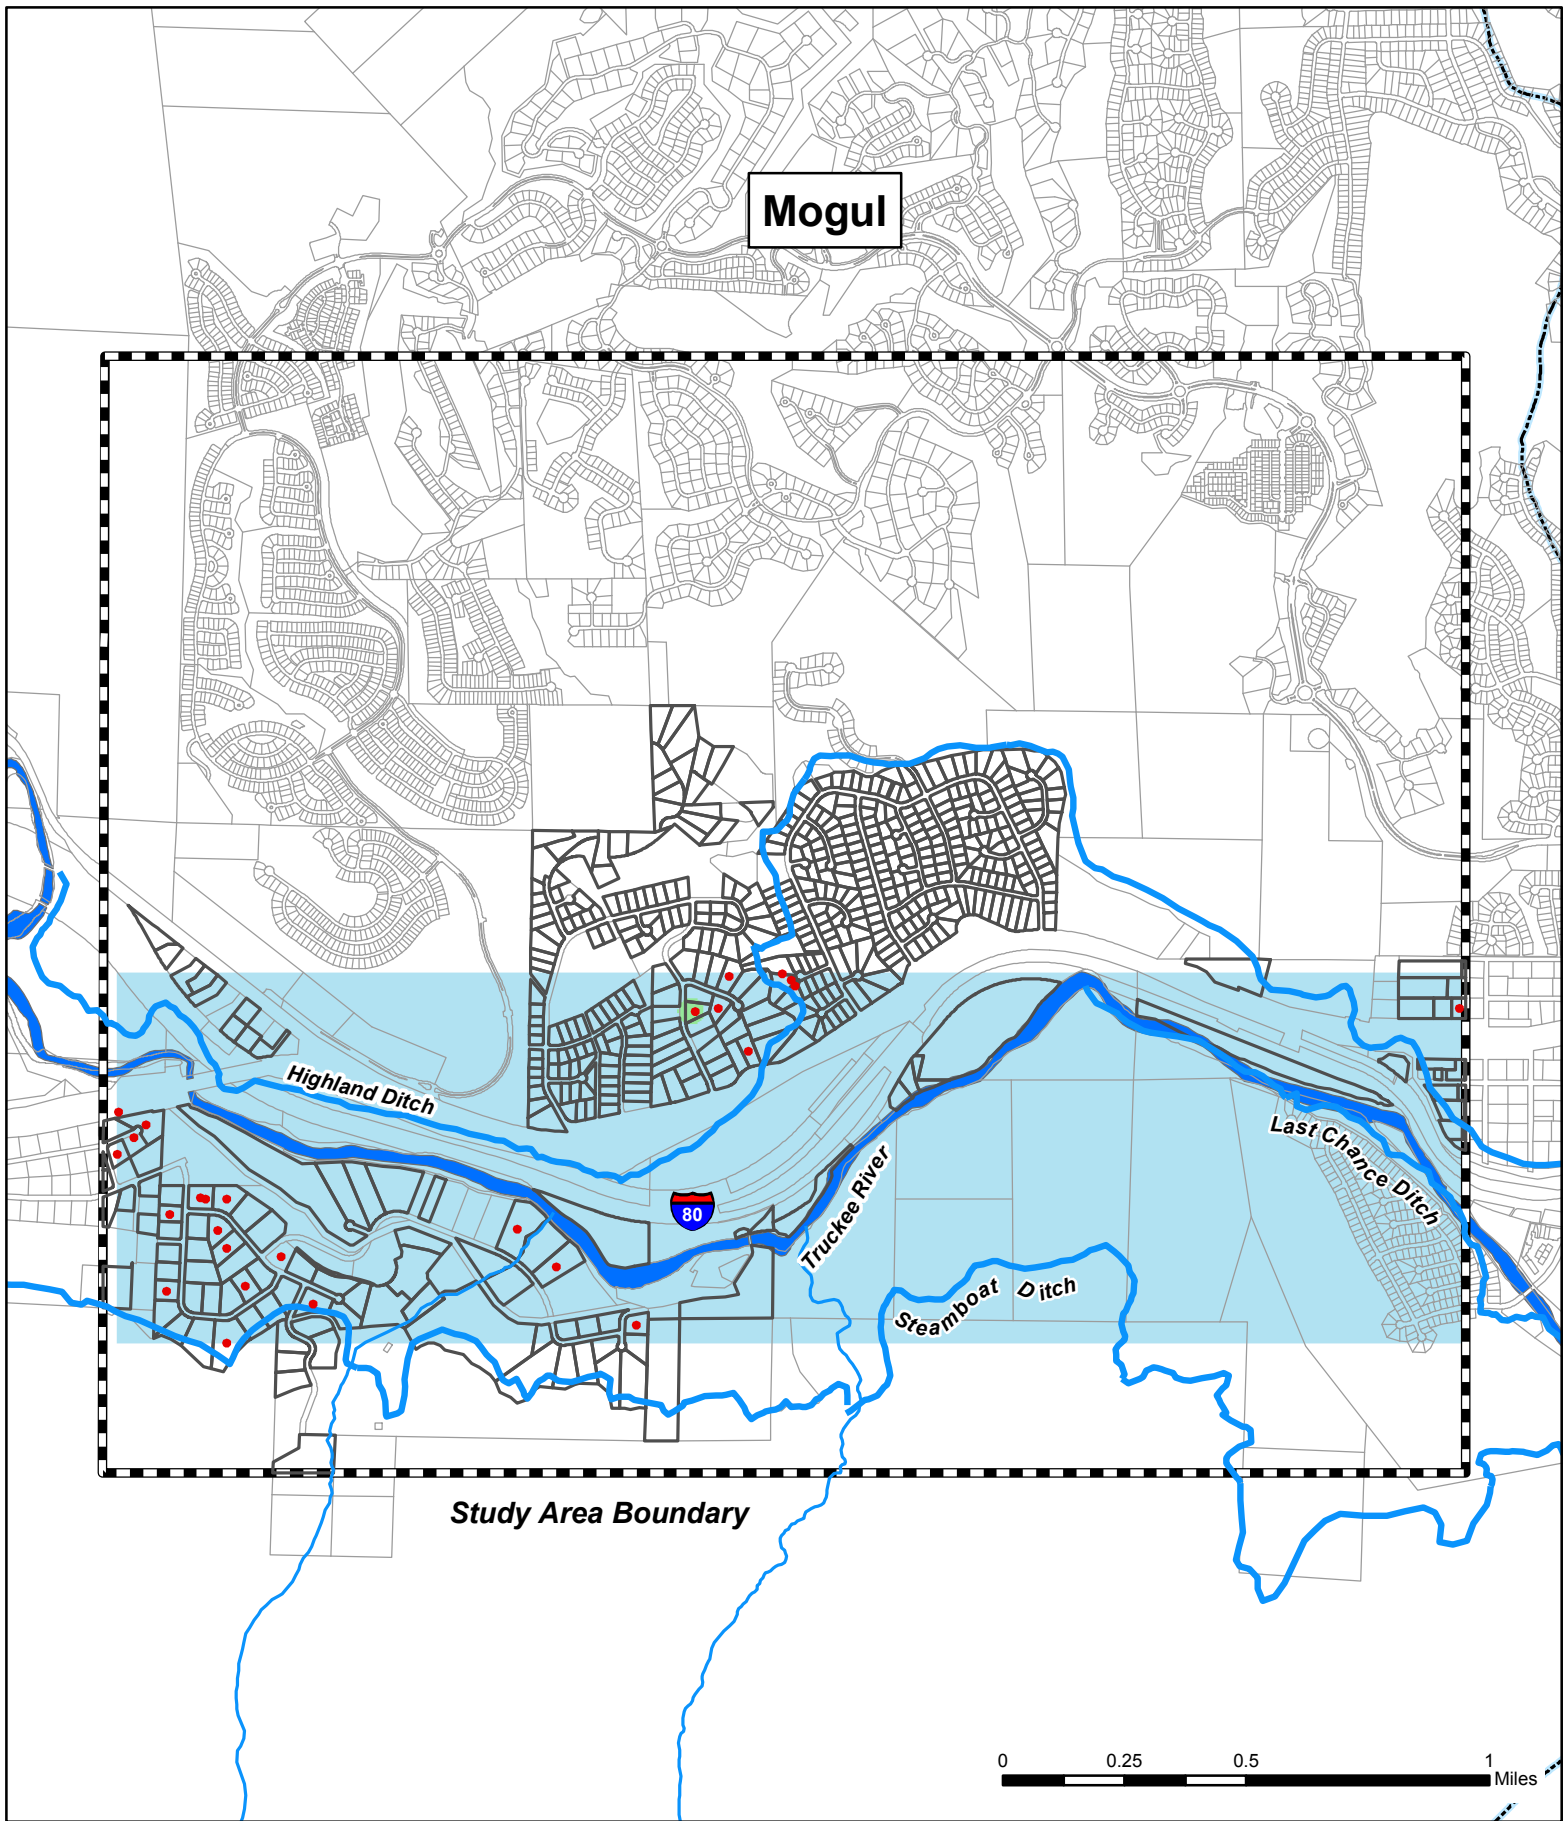 Mogul
Highland Ditch
Last Chance Ditch
80
Truckee River
Steamboat Ditch
Study Area Boundary
0 0.25 0.5 1
Miles